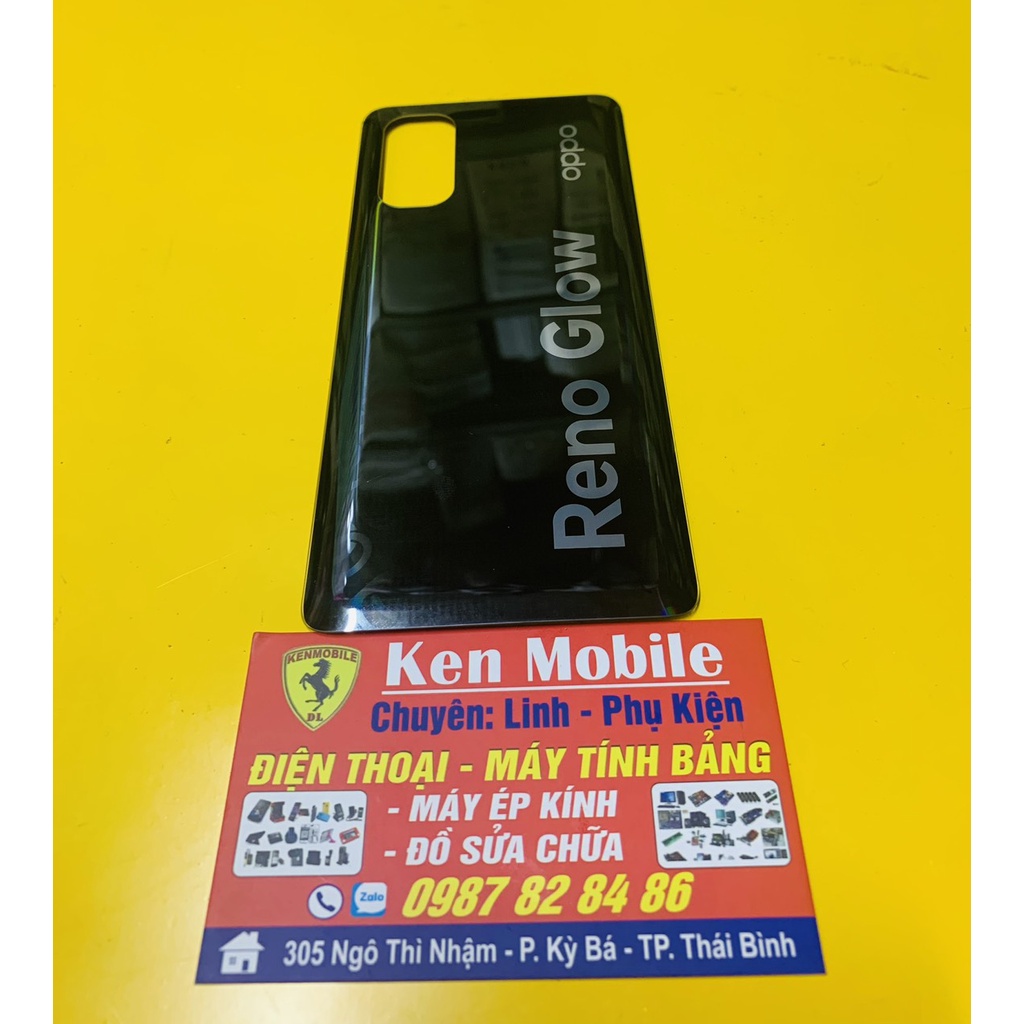 oppo
Reno Glow
KENMOBILE
DL
Ken Mobile
Chuyên: Linh - Phụ Kiện
ĐIỆN THOẠI - MÁY TÍNH BẢNG
- MÁY ÉP KÍNH
- ĐỒ SỬA CHỮA
Zalo
0987 82 84 86
305 Ngô Thì Nhậm - P. Kỳ Bá - TP. Thái Bình